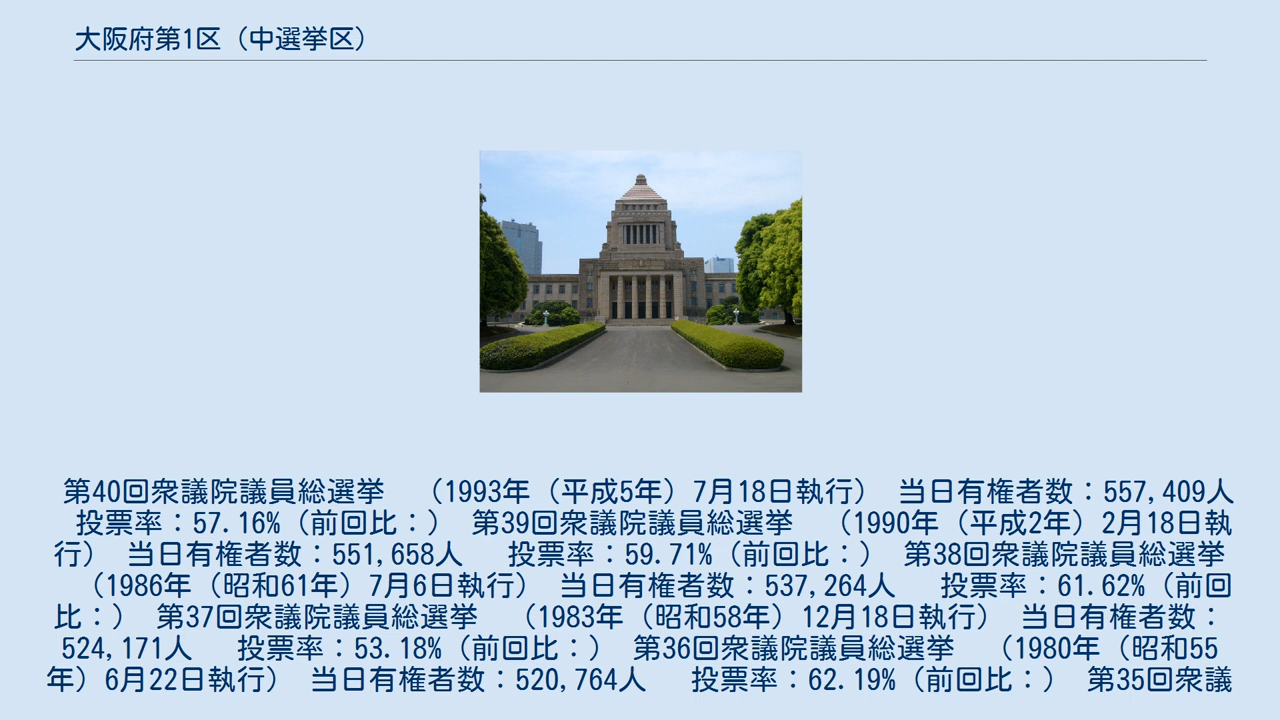 大阪府第1区（中選挙区）
第40回衆議院議員総選挙　（1993年（平成5年）7月18日執行）　当日有権者数：557,409人
投票率：57.16%（前回比：）　第39回衆議院議員総選挙　（1990年（平成2年）2月18日執
行）　当日有権者数：551,658人　投票率：59.71%（前回比：）　第38回衆議院議員総選挙
（1986年（昭和61年）7月6日執行）　当日有権者数：537,264人　投票率：61.62%（前回
比：）　第37回衆議院議員総選挙　（1983年（昭和58年）12月18日執行）　当日有権者数：
524,171人　投票率：53.18%（前回比：）　第36回衆議院議員総選挙　（1980年（昭和55
年）6月22日執行）　当日有権者数：520,764人　投票率：62.19%（前回比：）　第35回衆議